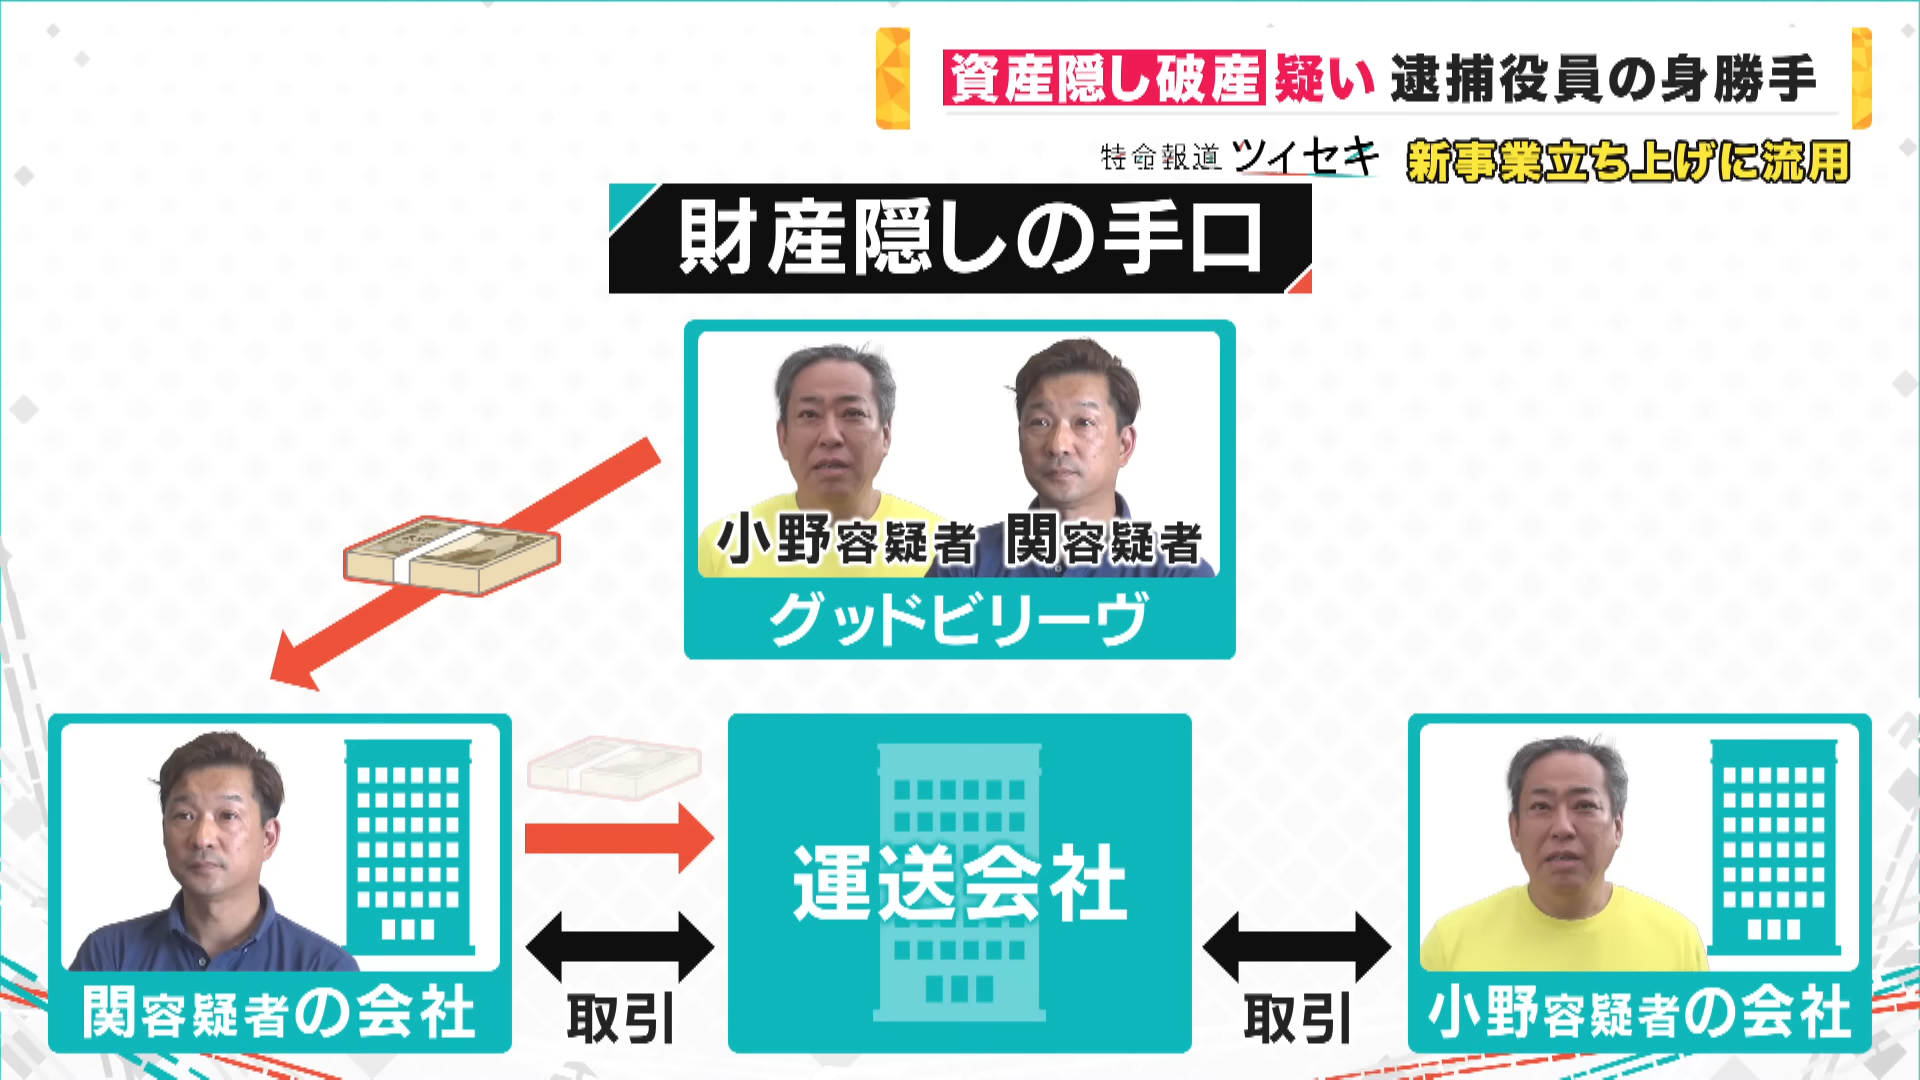 資産隠し破産 疑い 逮捕役員の身勝手
特命報道 ツイセキ 新事業立ち上げに流用
財産隠しの手口
小野容疑者 関容疑者
グッドビリーヴ
運送会社
関容疑者の会社
取引
取引
小野容疑者の会社